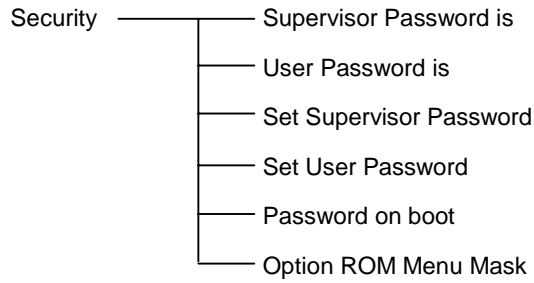 Security Supervisor Password is
User Password is
Set Supervisor Password
Set User Password
Password on boot
Option ROM Menu Mask